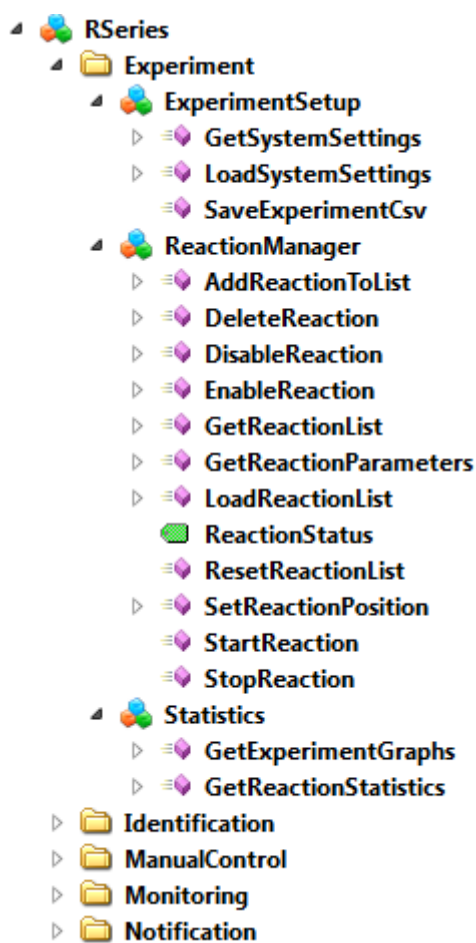 RSeries
Experiment
ExperimentSetup
GetSystemSettings
LoadSystemSettings
SaveExperimentCsv
ReactionManager
AddReactionToList
DeleteReaction
DisableReaction
EnableReaction
GetReactionList
GetReactionParameters
LoadReactionList
ReactionStatus
ResetReactionList
SetReactionPosition
StartReaction
StopReaction
Statistics
GetExperimentGraphs
GetReactionStatistics
Identification
ManualControl
Monitoring
Notification